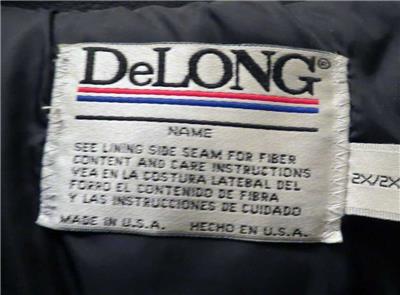 DeLONG®
NAME
SEE LINING SIDE SEAM FOR FIBER
CONTENT AND CARE INSTRUCTIONS
VEA EN LA COSTURA LATEBAL DEL
FORRO EL CONTENIDO DE FIBRA
Y LAS INSTRUCCIONES DE CUIDADO
MADE IN U.S.A. HECHO EN U.S.A.
2X/2X